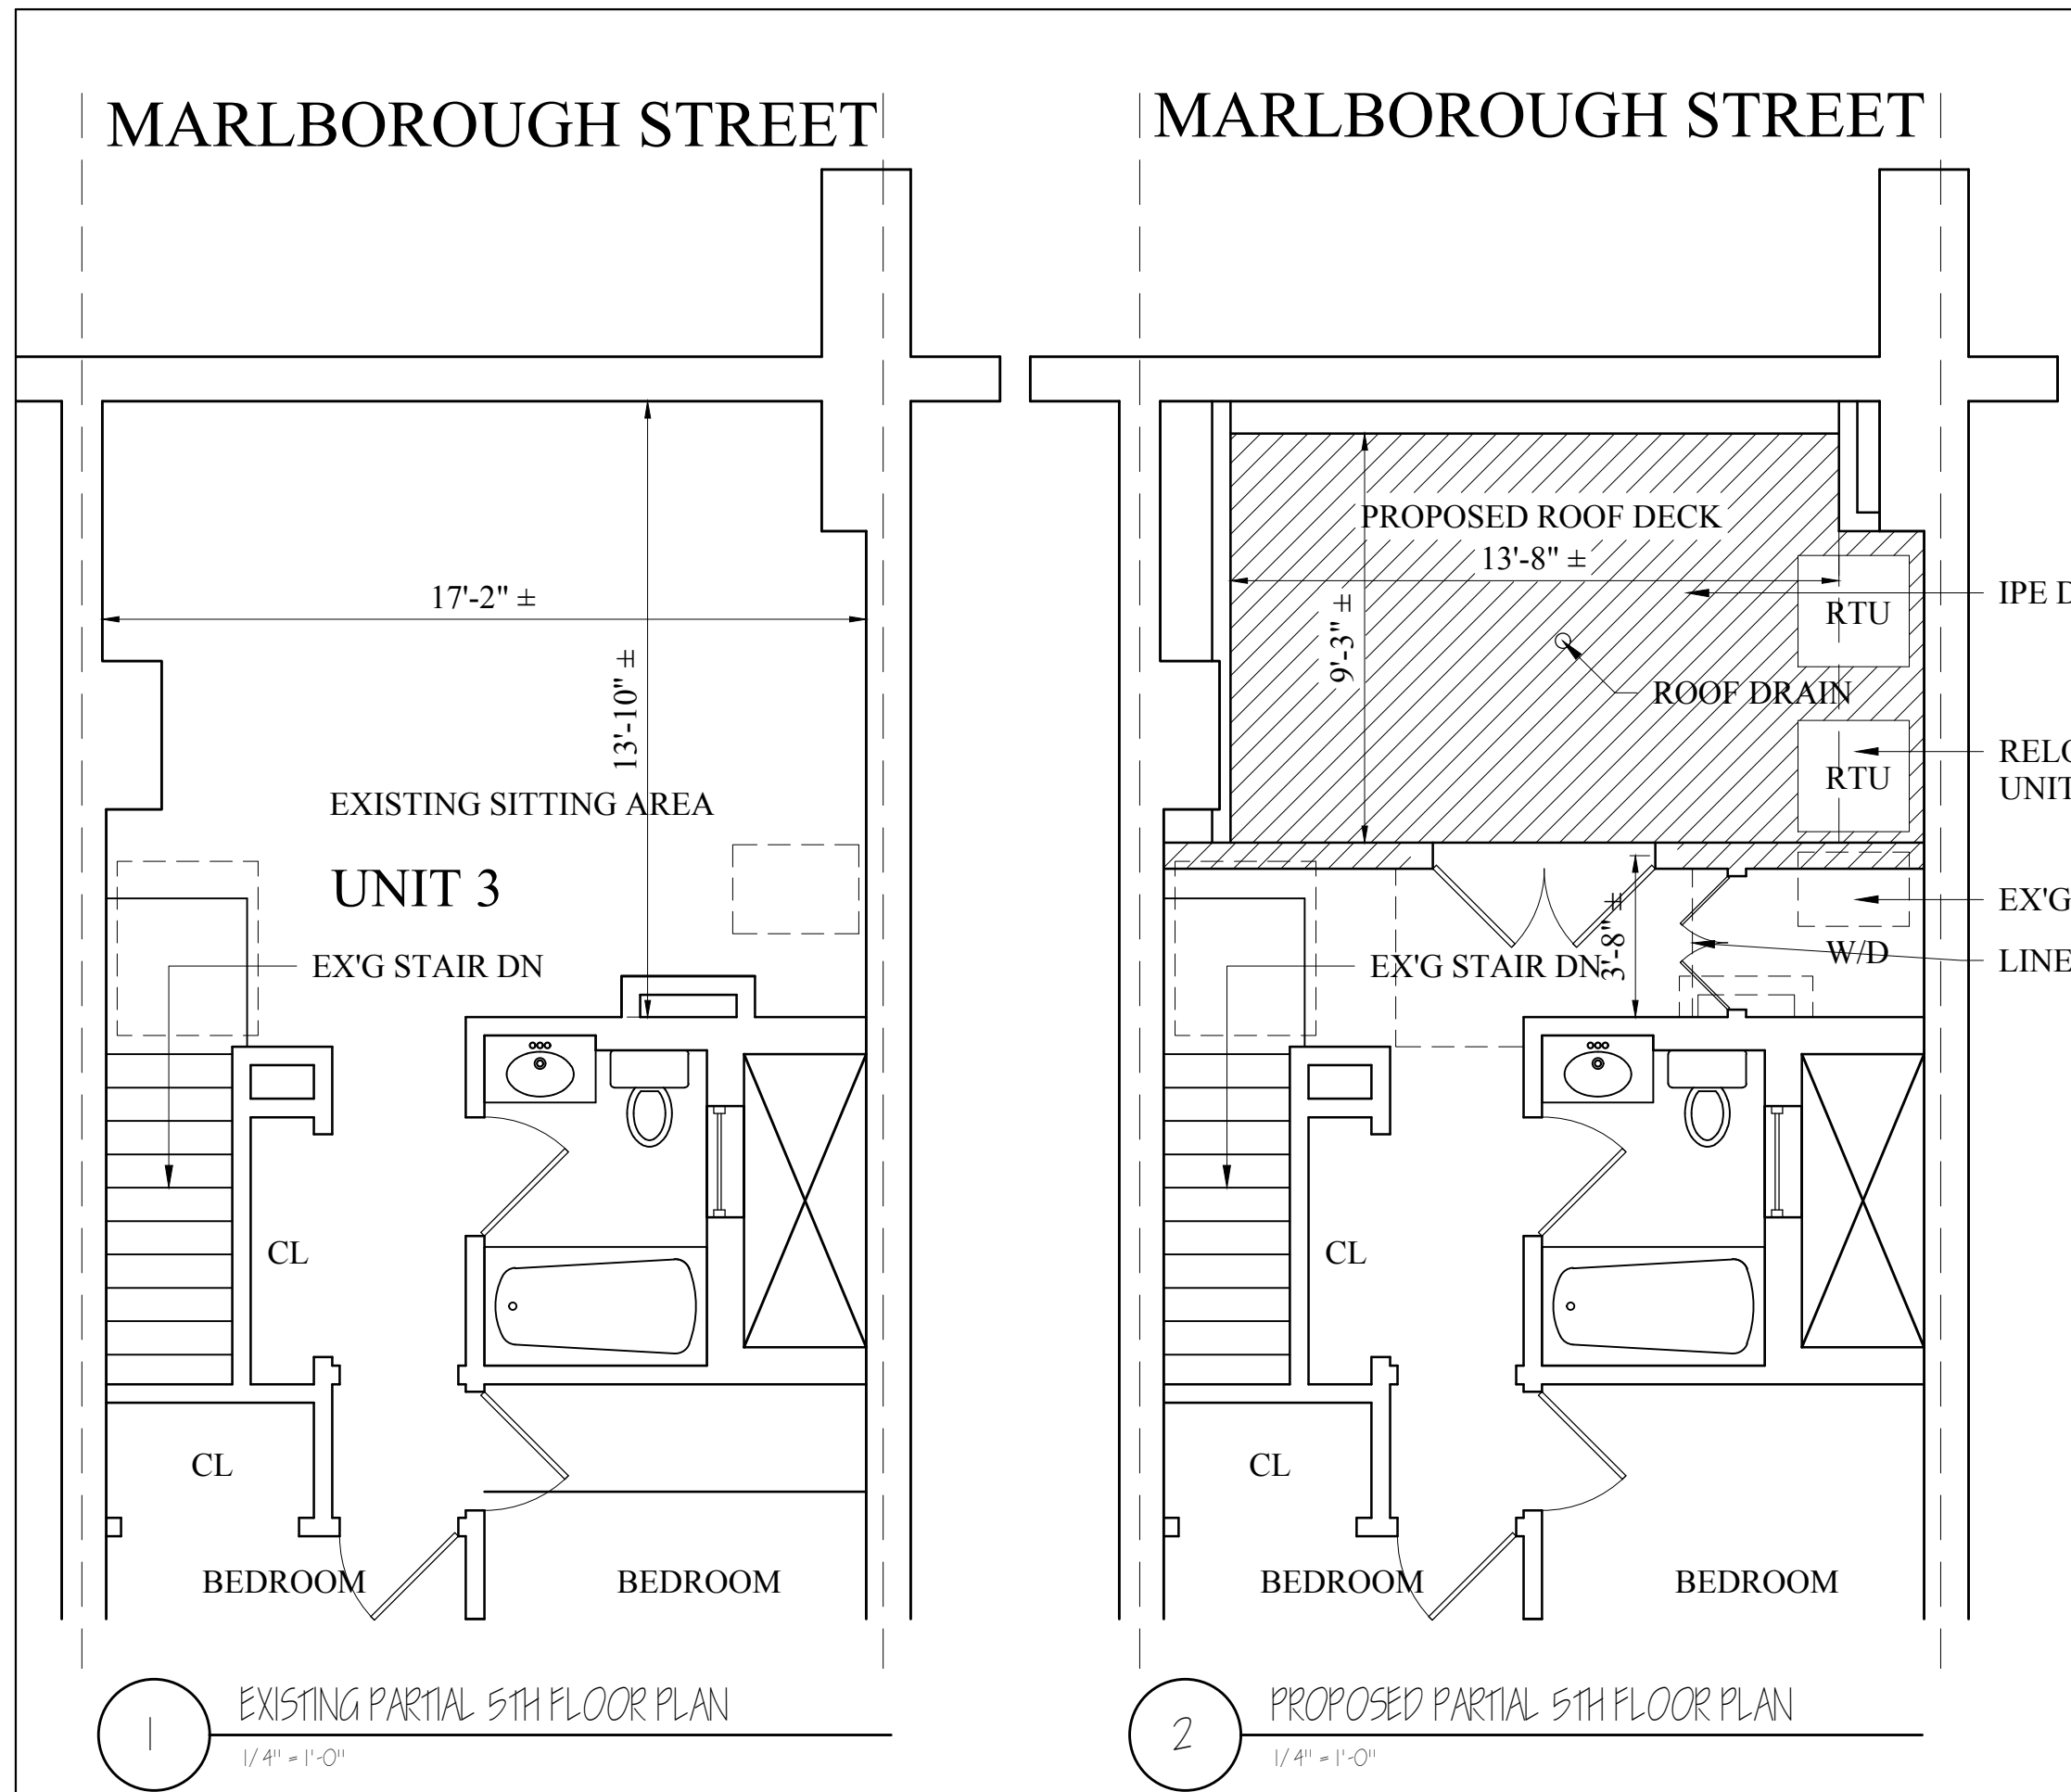 MARLBOROUGH STREET
17'-2" ±
13'-10" ±
EXISTING SITTING AREA
UNIT 3
EX'G STAIR DN
CL
CL
BEDROOM
BEDROOM
1
EXISTING PARTIAL 5TH FLOOR PLAN
1/4" = 1'-0"
MARLBOROUGH STREET
PROPOSED ROOF DECK
13'-8" ±
9'-3" ±
IPE D
RTU
ROOF DRAIN
RELO
UNIT
RTU
EX'G
3'-8" ±
EX'G STAIR DN
W/D
LINE
CL
CL
BEDROOM
BEDROOM
2
PROPOSED PARTIAL 5TH FLOOR PLAN
1/4" = 1'-0"